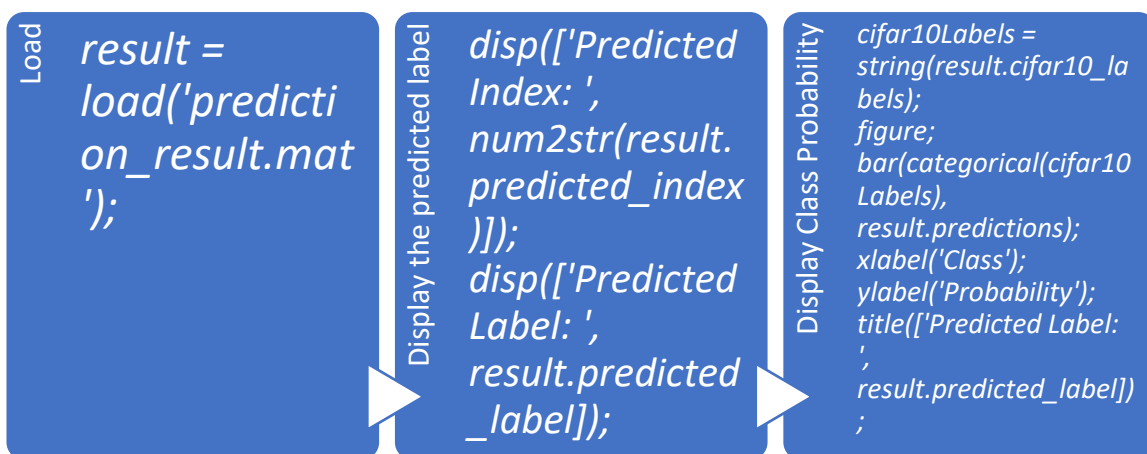 Load
result =
load('predicti
on_result.mat
');
Display the predicted label
disp(['Predicted
Index: ',
num2str(result.
predicted_index
)]);
disp(['Predicted
Label: ',
result.predicted
_label]);
Display Class Probability
cifar10Labels =
string(result.cifar10_la
bels);
figure;
bar(categorical(cifar10
Labels),
result.predictions);
xlabel('Class');
ylabel('Probability');
title(['Predicted Label:
',
result.predicted_label])
;